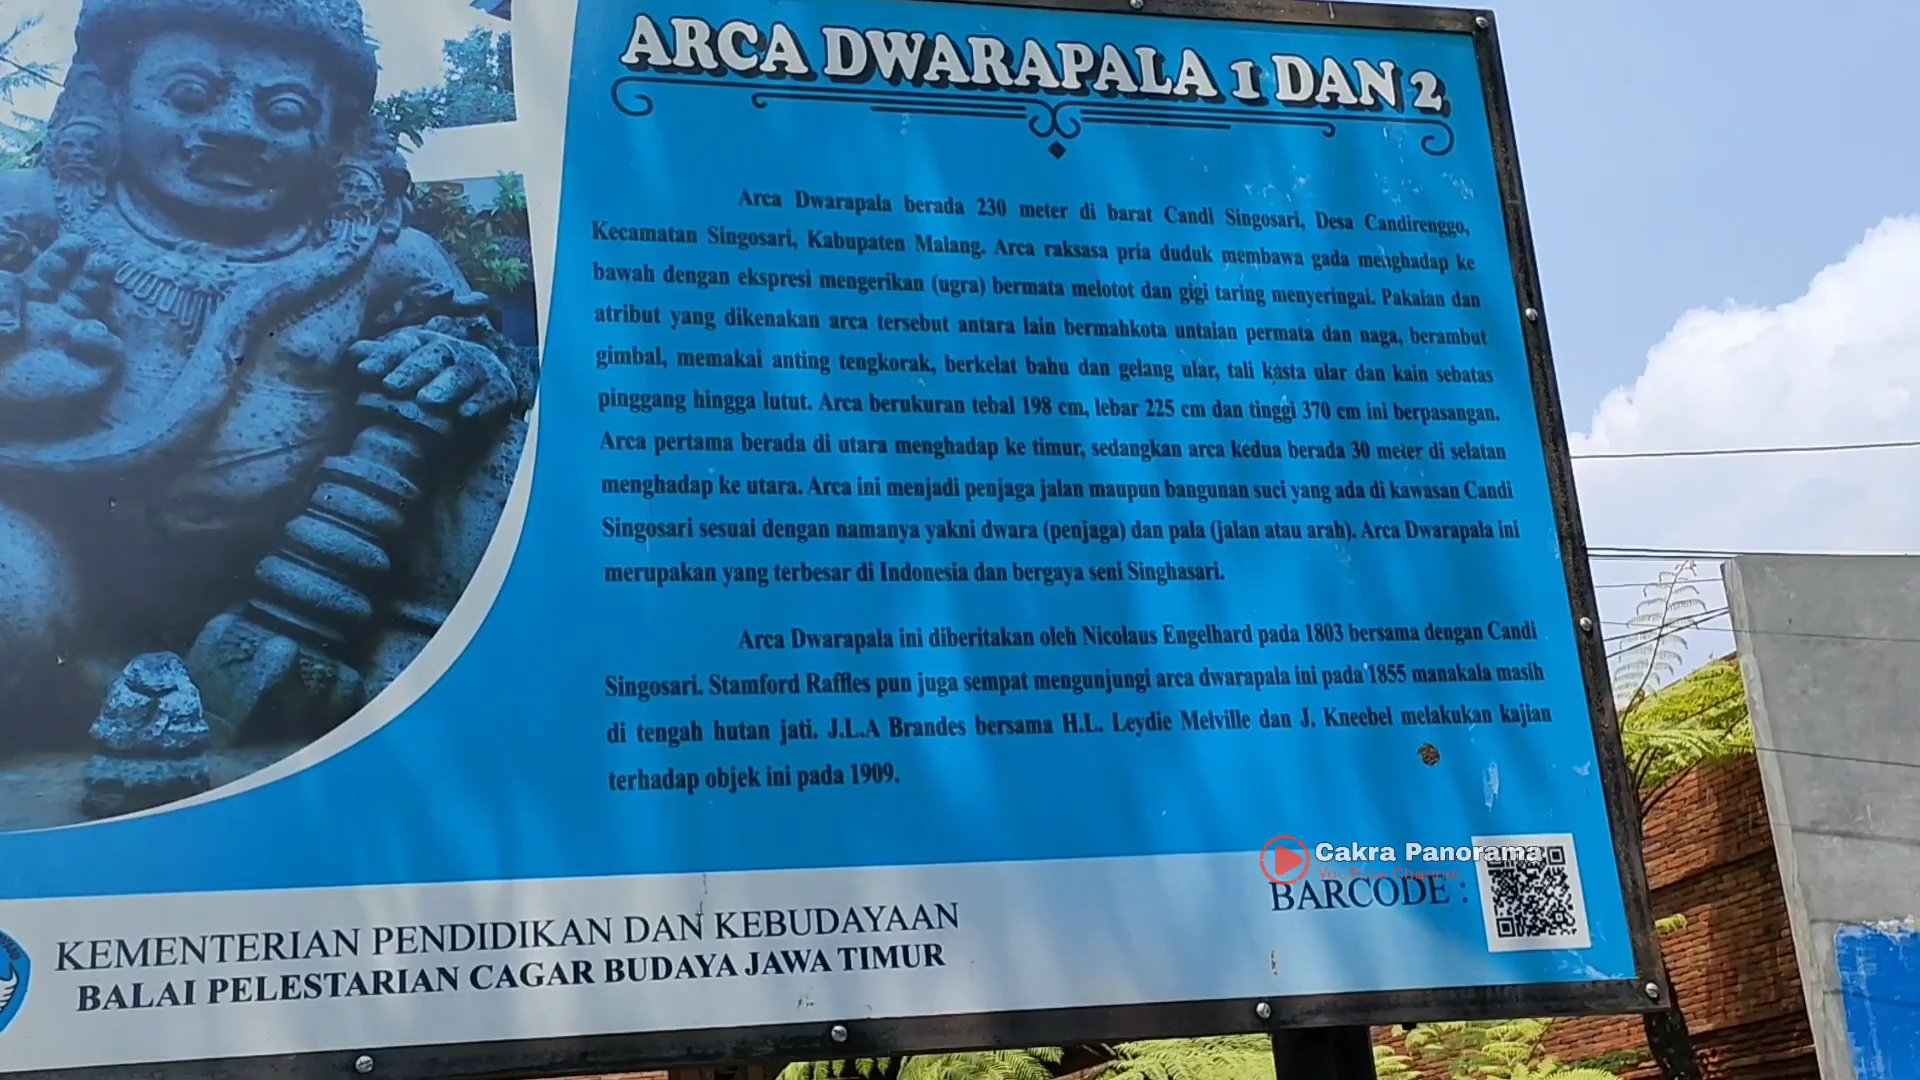 ARCA DWARAPALA 1 DAN 2
Arca Dwarapala berada 230 meter di barat Candi Singosari, Desa Candirenggo,
Kecamatan Singosari, Kabupaten Malang. Arca raksasa pria duduk membawa gada menghadap ke
bawah dengan ekspresi mengerikan (ugra) bermata melotot dan gigi taring menyeringai. Pakaian dan
atribut yang dikenakan arca tersebut antara lain bermahkota untaian permata dan naga, berambut
gimbal, memakai anting tengkorak, berkelat bahu dan gelang ular, tali kasta ular dan kain sebatas
pinggang hingga lutut. Arca berukuran tebal 198 cm, lebar 225 cm dan tinggi 370 cm ini berpasangan.
Arca pertama berada di utara menghadap ke timur, sedangkan arca kedua berada 30 meter di selatan
menghadap ke utara. Arca ini menjadi penjaga jalan maupun bangunan suci yang ada di kawasan Candi
Singosari sesuai dengan namanya yakni dwara (penjaga) dan pala (jalan atau arah). Arca Dwarapala ini
merupakan yang terbesar di Indonesia dan bergaya seni Singhasari.
Arca Dwarapala ini diberitakan oleh Nicolaus Engelhard pada 1803 bersama dengan Candi
Singosari. Stamford Raffles pun juga sempat mengunjungi arca dwarapala ini pada 1855 manakala masih
di tengah hutan jati. J.L.A Brandes bersama H.L. Leydie Melville dan J. Kneebel melakukan kajian
terhadap objek ini pada 1909.
Cakra Panorama
YouTube Channel
BARCODE :
KEMENTERIAN PENDIDIKAN DAN KEBUDAYAAN
BALAI PELESTARIAN CAGAR BUDAYA JAWA TIMUR